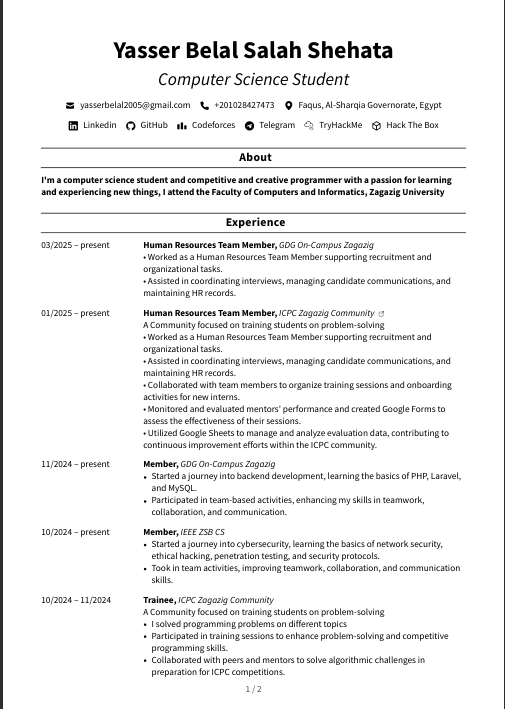 Yasser Belal Salah Shehata
Computer Science Student
yasserbelal2005@gmail.com +201028427473 Faqus, Al-Sharqia Governorate, Egypt
Linkedin GitHub Codeforces Telegram TryHackMe Hack The Box
About
I'm a computer science student and competitive and creative programmer with a passion for learning
and experiencing new things, I attend the Faculty of Computers and Informatics, Zagazig University
Experience
03/2025 – present Human Resources Team Member, GDG On-Campus Zagazig
• Worked as a Human Resources Team Member supporting recruitment and
organizational tasks.
• Assisted in coordinating interviews, managing candidate communications, and
maintaining HR records.
01/2025 – present Human Resources Team Member, ICPC Zagazig Community
A Community focused on training students on problem-solving
• Worked as a Human Resources Team Member supporting recruitment and
organizational tasks.
• Assisted in coordinating interviews, managing candidate communications, and
maintaining HR records.
• Collaborated with team members to organize training sessions and onboarding
activities for new interns.
• Monitored and evaluated mentors' performance and created Google Forms to
assess the effectiveness of their sessions.
• Utilized Google Sheets to manage and analyze evaluation data, contributing to
continuous improvement efforts within the ICPC community.
11/2024 – present Member, GDG On-Campus Zagazig
• Started a journey into backend development, learning the basics of PHP, Laravel,
and MySQL.
• Participated in team-based activities, enhancing my skills in teamwork,
collaboration, and communication.
10/2024 – present Member, IEEE ZSB CS
• Started a journey into cybersecurity, learning the basics of network security,
ethical hacking, penetration testing, and security protocols.
• Took in team activities, improving teamwork, collaboration, and communication
skills.
10/2024 – 11/2024 Trainee, ICPC Zagazig Community
A Community focused on training students on problem-solving
• I solved programming problems on different topics
• Participated in training sessions to enhance problem-solving and competitive
programming skills.
• Collaborated with peers and mentors to solve algorithmic challenges in
preparation for ICPC competitions.
1 / 2